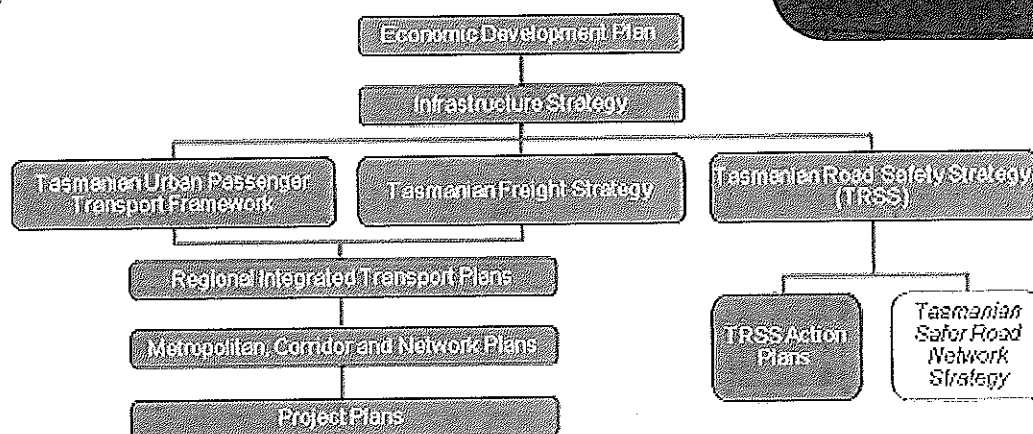 Economic Development Plan
Infrastructure Strategy
Tasmanian Urban Passenger
Transport Framework
Tasmanian Freight Strategy
Tasmanian Road Safety Strategy
(TRSS)
Regional Integrated Transport Plans
Metropolitan, Corridor and Network Plans
Project Plans
TRSS Action
Plans
Tasmanian
Safer Road
Network
Strategy